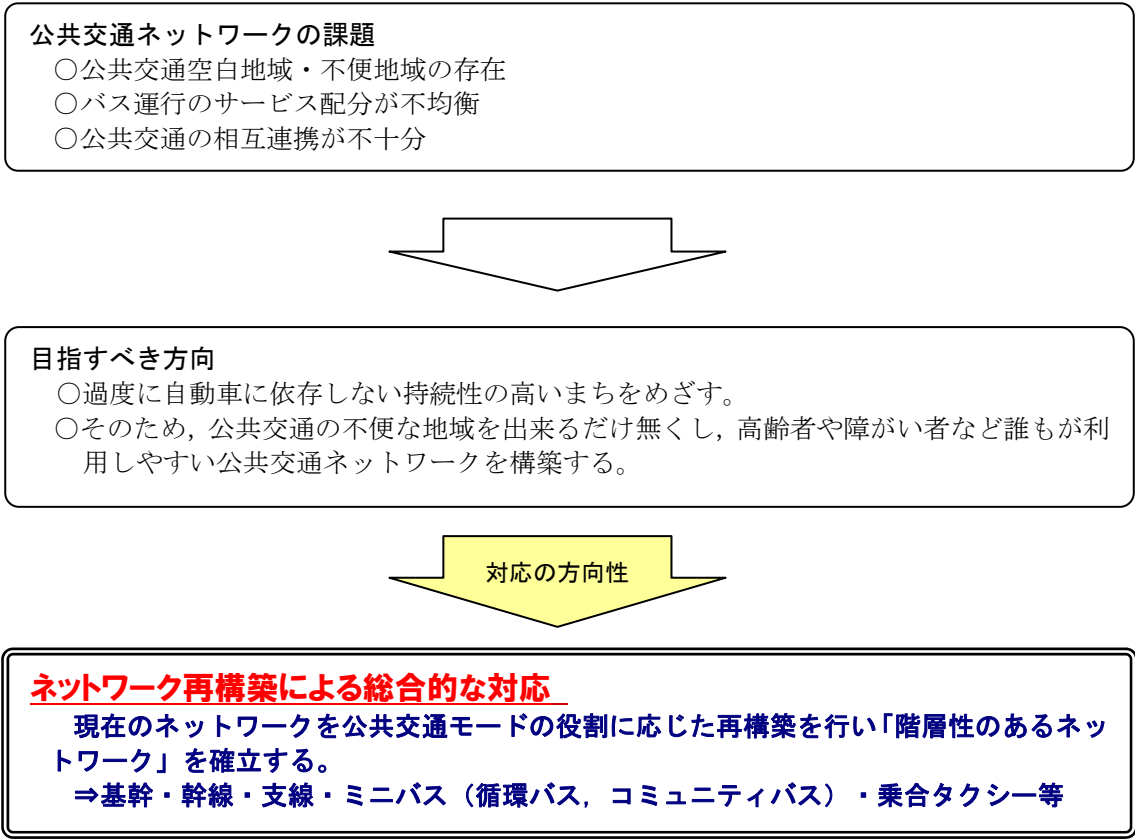 公共交通ネットワークの課題
○公共交通空白地域・不便地域の存在
○バス運行のサービス配分が不均衡
○公共交通の相互連携が不十分
目指すべき方向
○過度に自動車に依存しない持続性の高いまちをめざす。
○そのため，公共交通の不便な地域を出来るだけ無くし，高齢者や障がい者など誰もが利
用しやすい公共交通ネットワークを構築する。
対応の方向性
ネットワーク再構築による総合的な対応
現在のネットワークを公共交通モードの役割に応じた再構築を行い「階層性のあるネッ
トワーク」を確立する。
⇒基幹・幹線・支線・ミニバス（循環バス，コミュニティバス）・乗合タクシー等